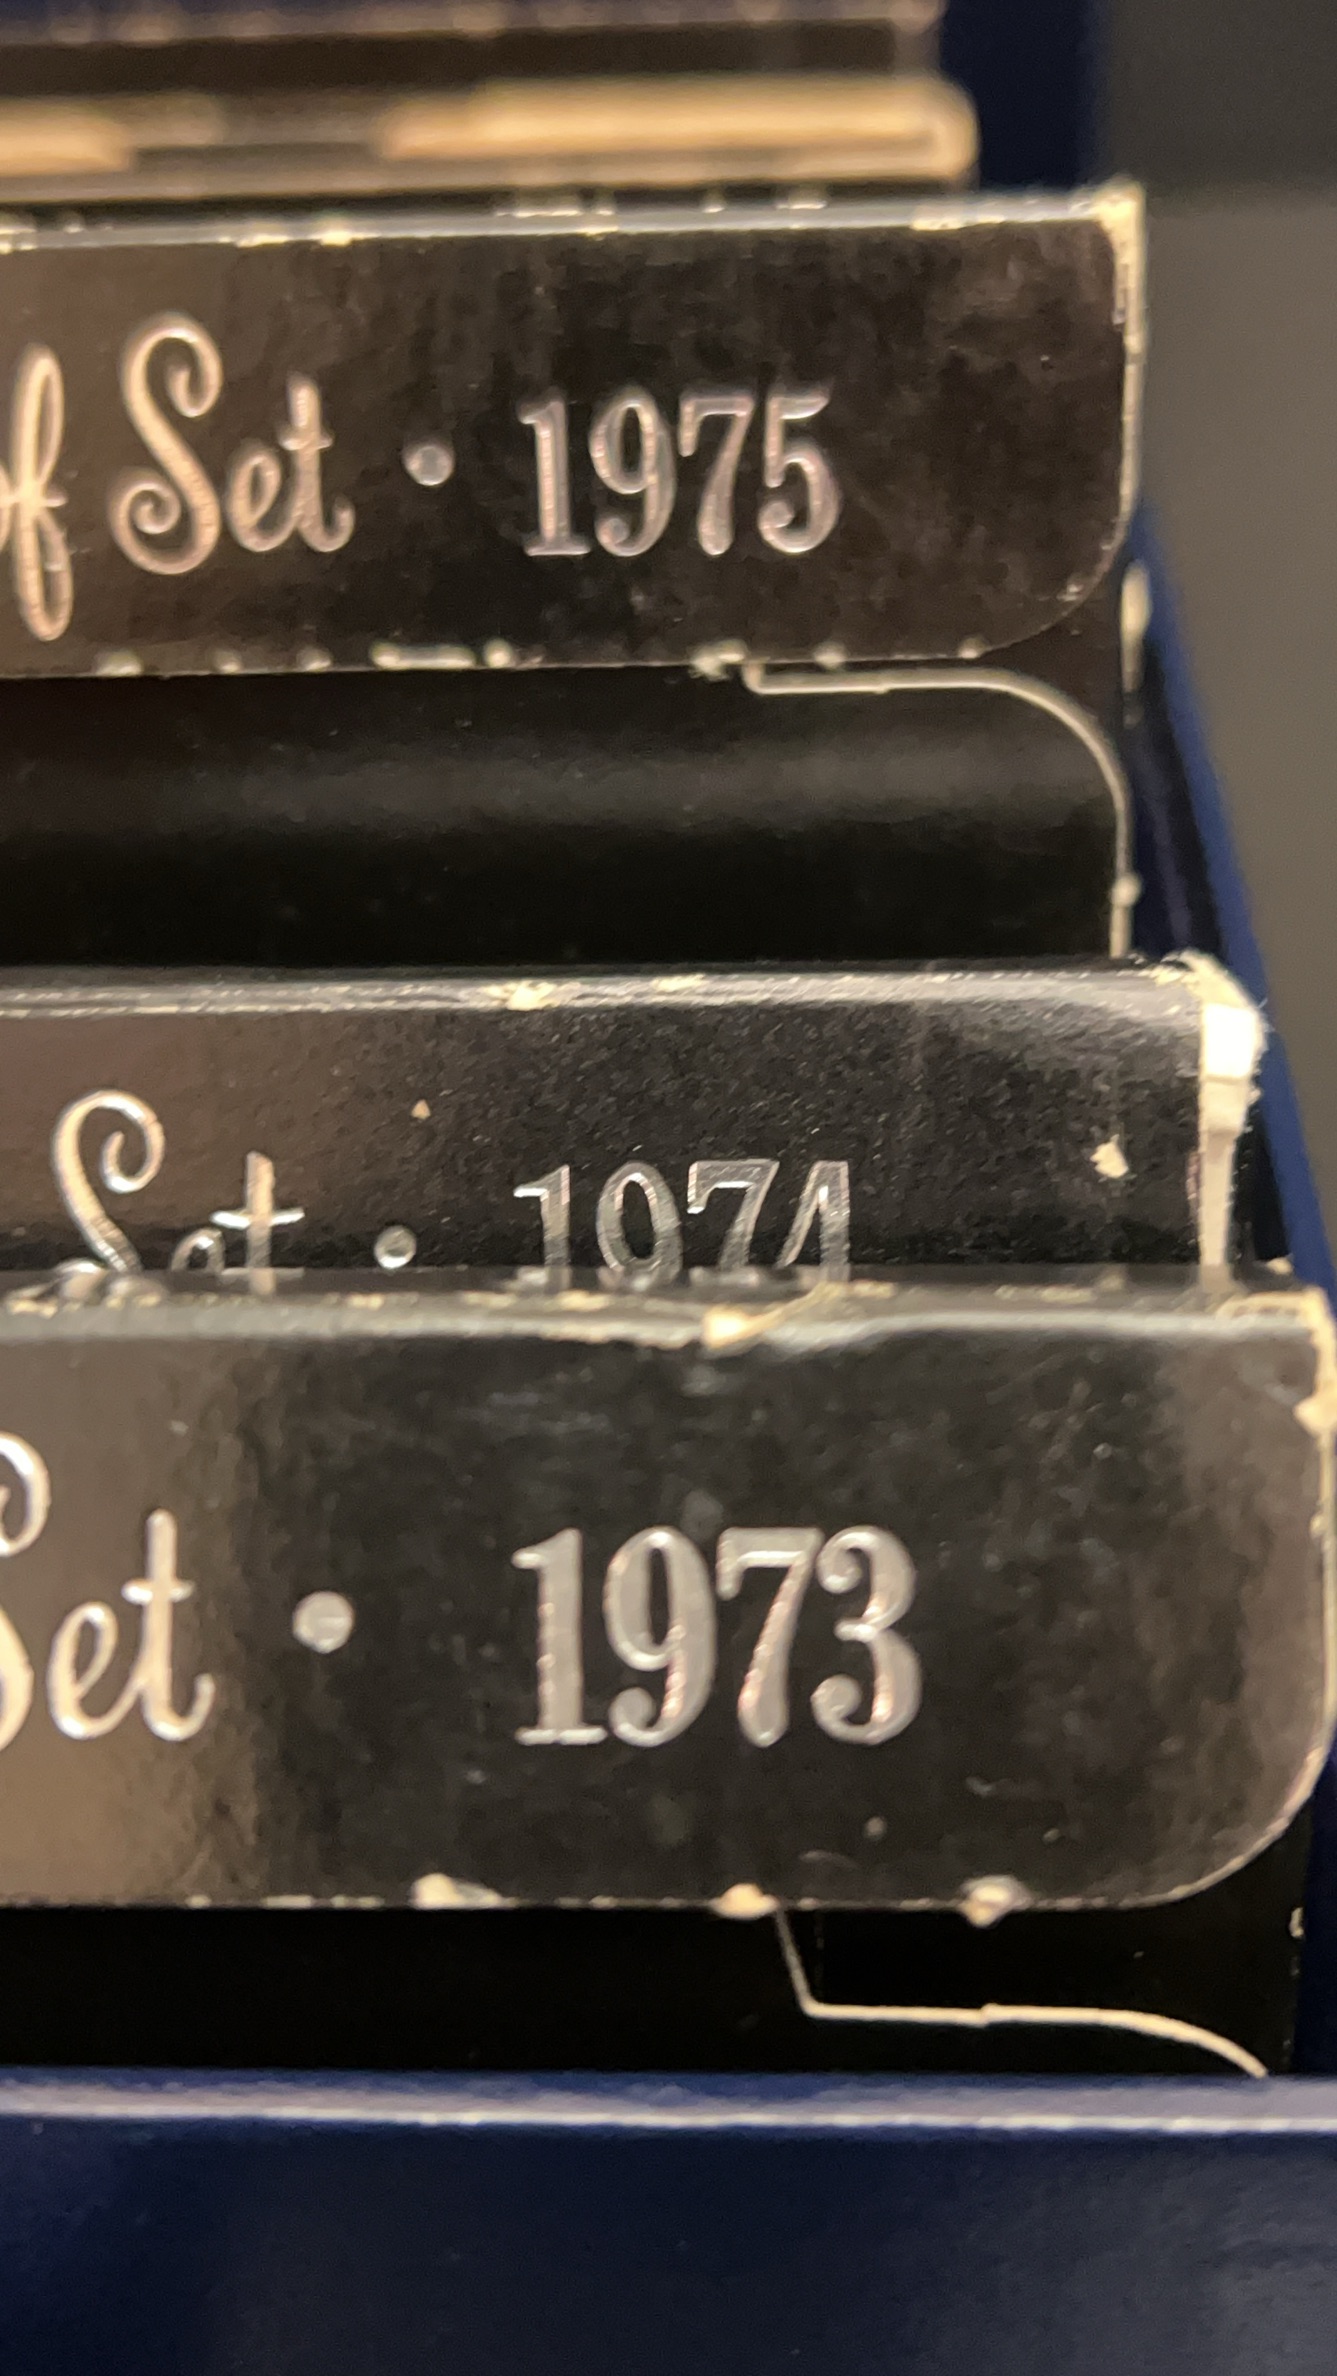 of Set • 1975
Set • 1974
Set • 1973